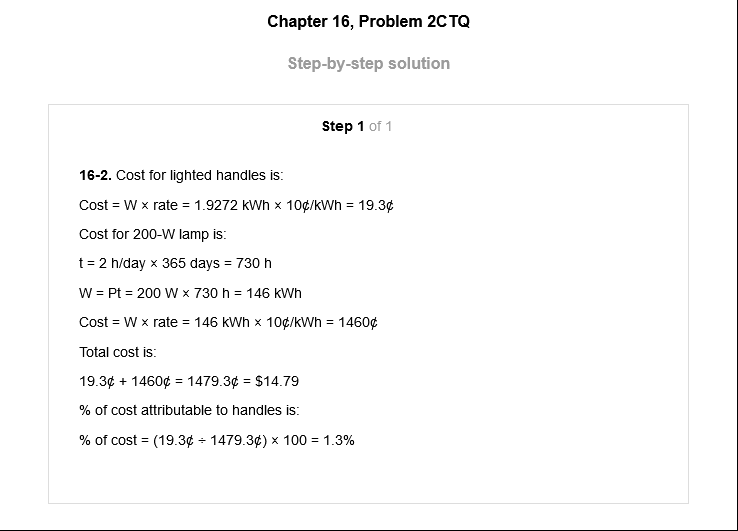 Chapter 16, Problem 2CTQ
Step-by-step solution
Step 1 of 1
16-2. Cost for lighted handles is:
Cost = W × rate = 1.9272 kWh × 10¢/kWh = 19.3¢
Cost for 200-W lamp is:
t = 2 h/day × 365 days = 730 h
W = Pt = 200 W × 730 h = 146 kWh
Cost = W × rate = 146 kWh × 10¢/kWh = 1460¢
Total cost is:
19.3¢ + 1460¢ = 1479.3¢ = $14.79
% of cost attributable to handles is:
% of cost = (19.3¢ ÷ 1479.3¢) × 100 = 1.3%